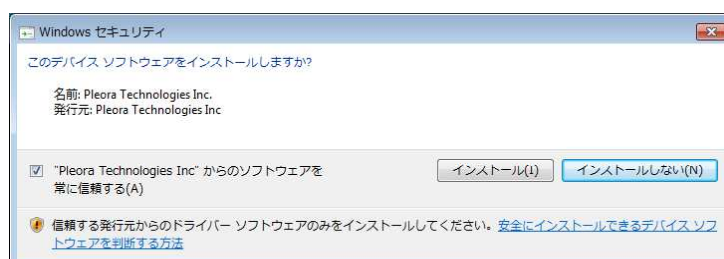 Windows セキュリティ
このデバイス ソフトウェアをインストールしますか?
名前: Pleora Technologies Inc.
発行元: Pleora Technologies Inc
"Pleora Technologies Inc" からのソフトウェアを
常に信頼する(A)
インストール(I)
インストールしない(N)
信頼する発行元からのドライバー ソフトウェアのみをインストールしてください。安全にインストールできるデバイス ソフ
トウェアを判断する方法